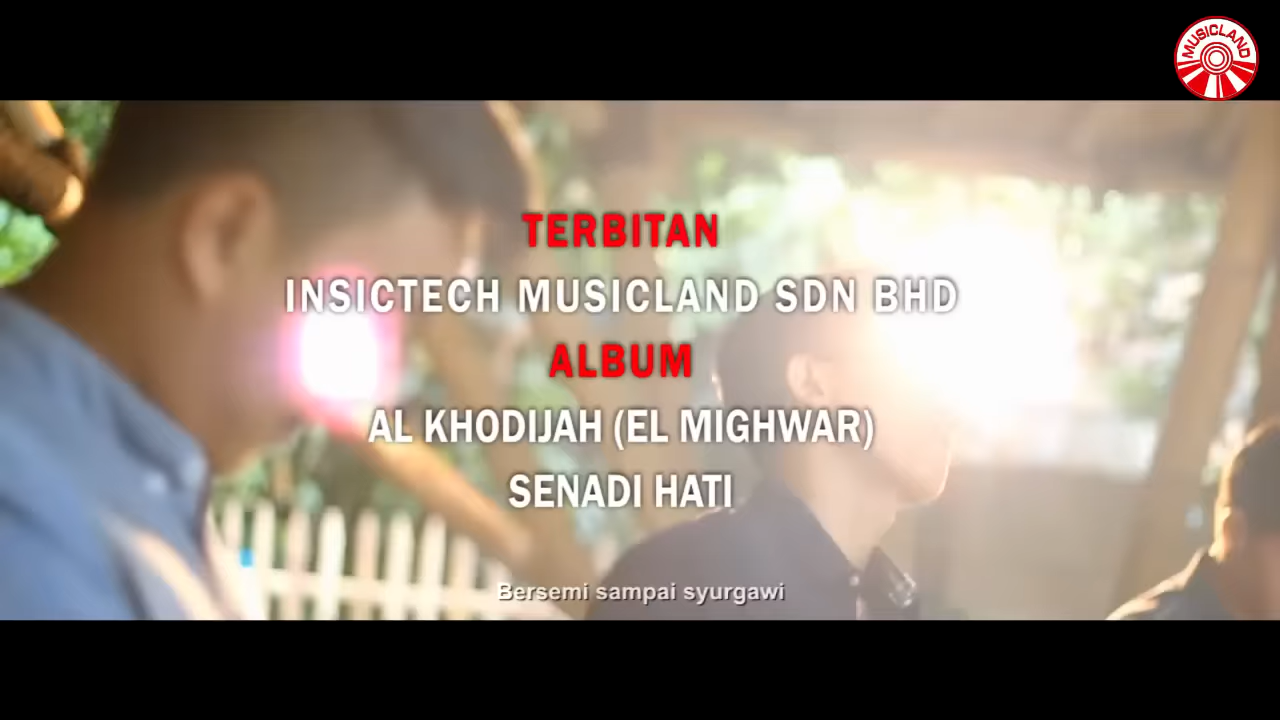 MUSICLAND
TERBITAN
INSICTECH MUSICLAND SDN BHD
ALBUM
AL KHODIJAH (EL MIGHWAR)
SENADI HATI
Bersemi sampai syurgawi